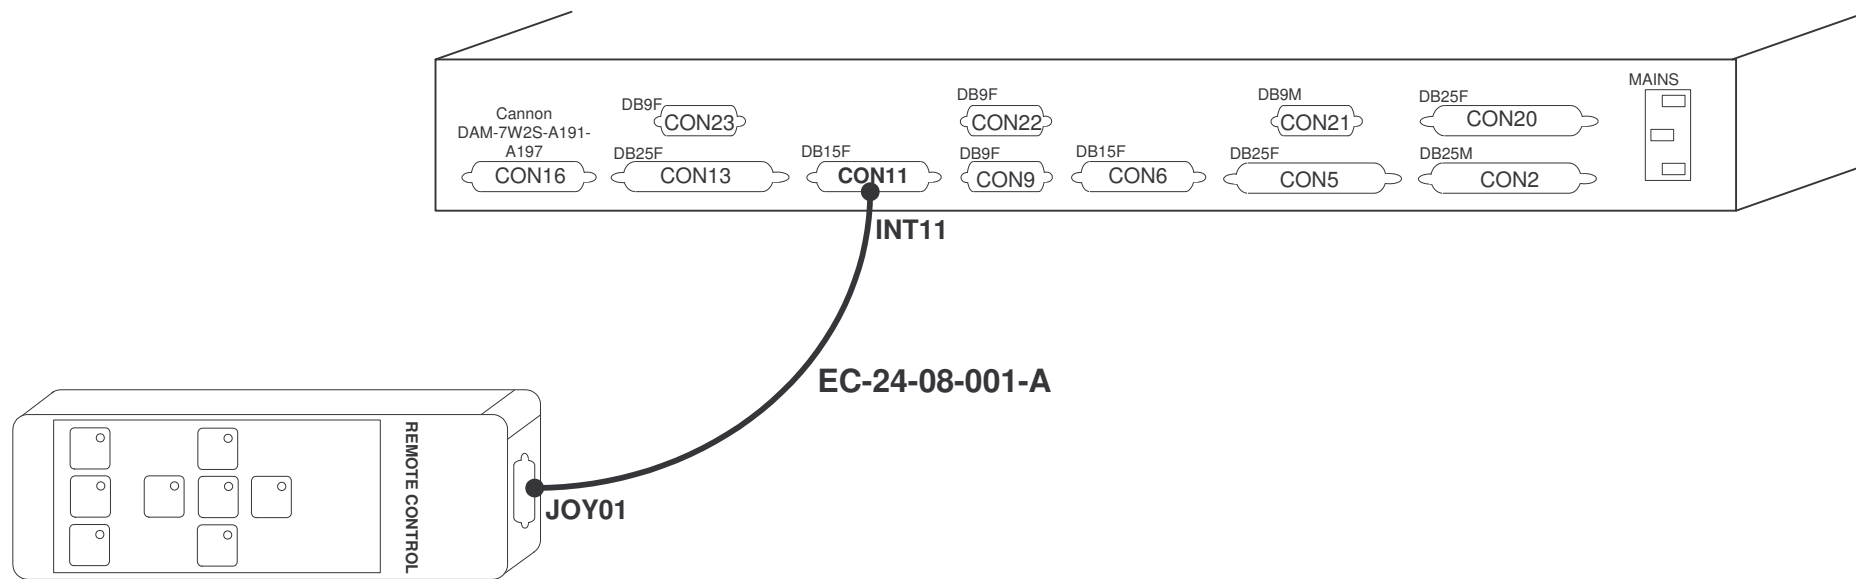 MAINS
DB9F
CON23
DB9F
CON22
DB9M
CON21
DB25F
CON20
Cannon
DAM-7W2S-A191-
A197
CON16
DB25F
CON13
DB15F
CON11
DB9F
CON9
DB15F
CON6
DB25F
CON5
DB25M
CON2
INT11
EC-24-08-001-A
JOY01
REMOTE CONTROL